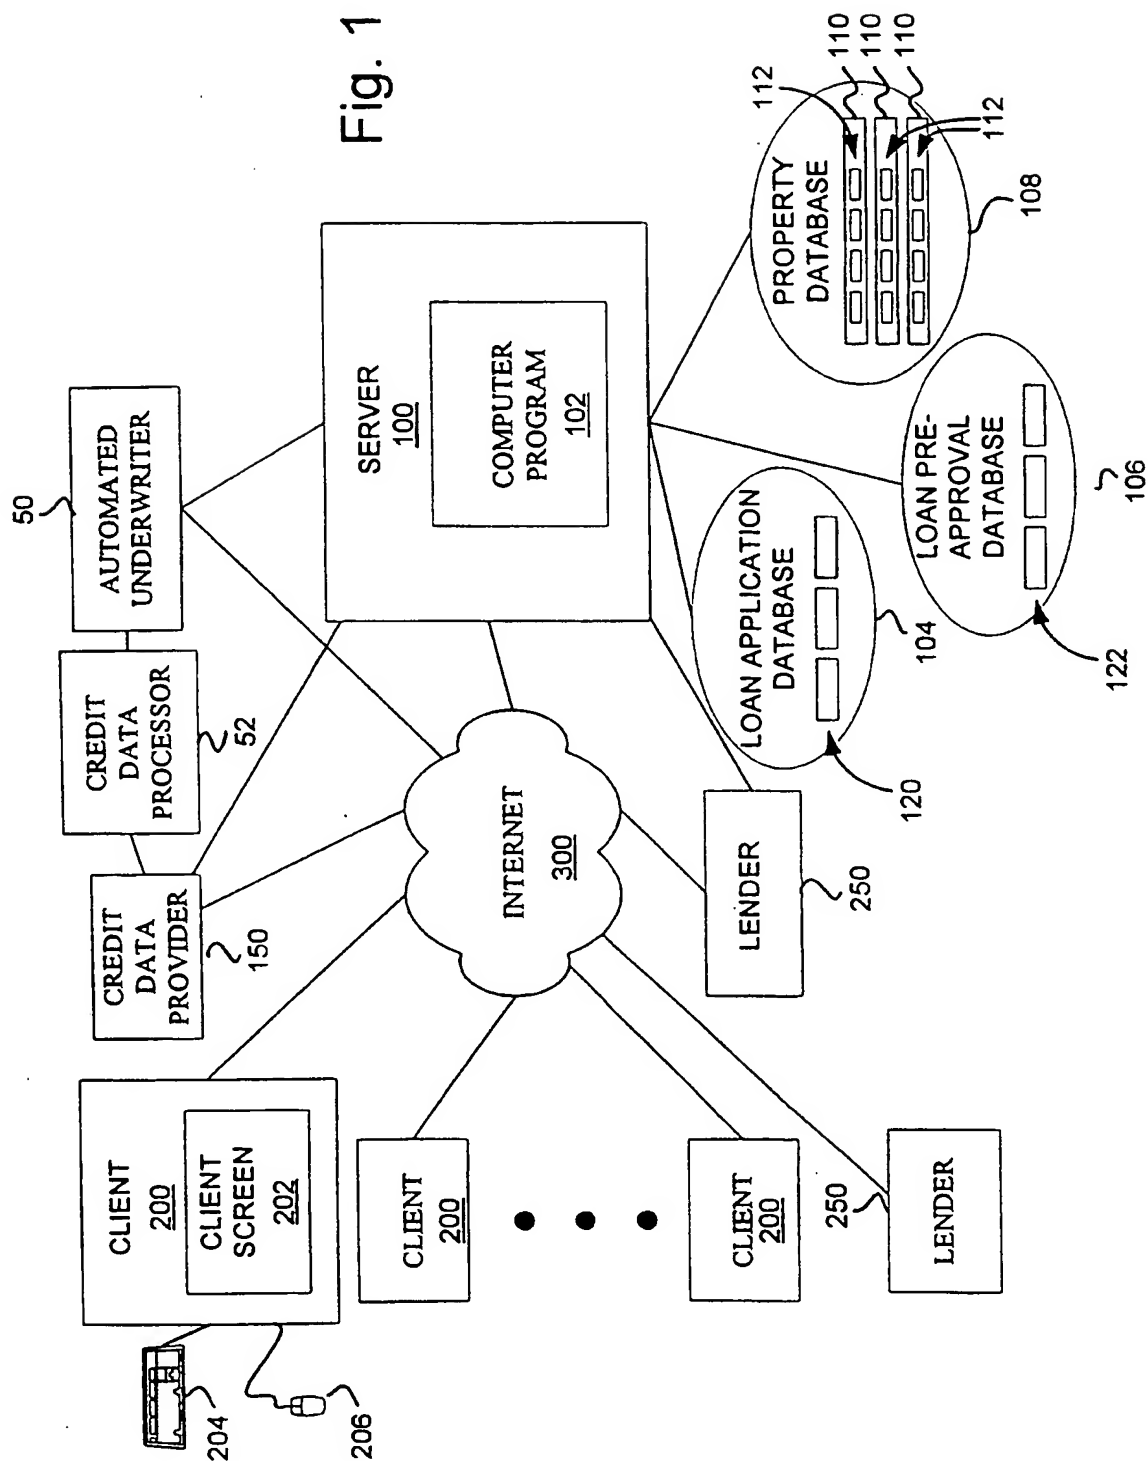 Fig. 1
50
AUTOMATED
UNDERWRITER
CREDIT
DATA
PROCESSOR
52
CREDIT
DATA
PROVIDER
150
CLIENT
200
CLIENT
SCREEN
202
204
206
CLIENT
200
CLIENT
200
250
LENDER
INTERNET
300
LENDER
250
SERVER
100
COMPUTER
PROGRAM
102
LOAN APPLICATION
DATABASE
120
104
LOAN PRE-
APPROVAL
DATABASE
122
106
PROPERTY
DATABASE
112
110
110
110
112
108